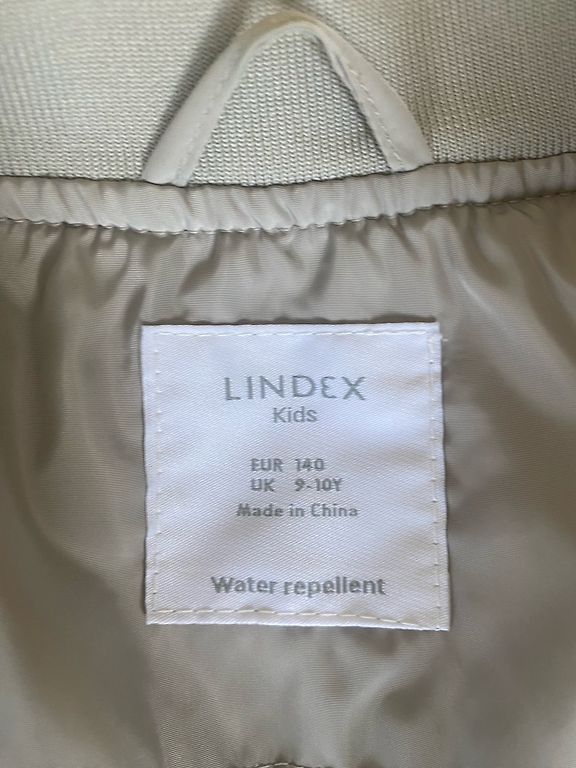 LINDEX
Kids
EUR 140
UK 9-10Y
Made in China
Water repellent